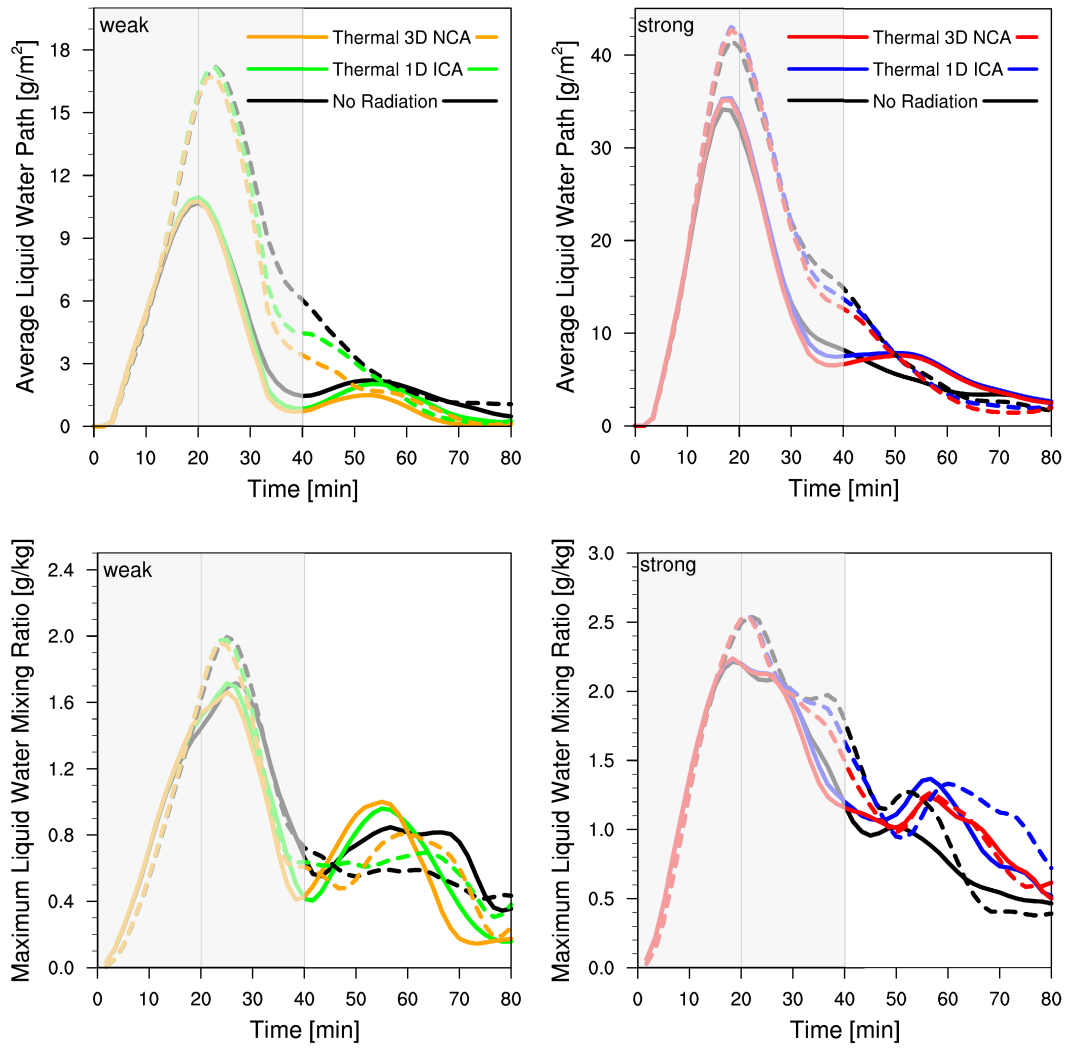 weak
Thermal 3D NCA
Thermal 1D ICA
No Radiation
Average Liquid Water Path [g/m²]
18
15
12
9
6
3
0
0 10 20 30 40 50 60 70 80
Time [min]
strong
Thermal 3D NCA
Thermal 1D ICA
No Radiation
Average Liquid Water Path [g/m²]
40
30
20
10
0
0 10 20 30 40 50 60 70 80
Time [min]
weak
Maximum Liquid Water Mixing Ratio [g/kg]
2.4
2.0
1.6
1.2
0.8
0.4
0.0
0 10 20 30 40 50 60 70 80
Time [min]
strong
Maximum Liquid Water Mixing Ratio [g/kg]
3.0
2.5
2.0
1.5
1.0
0.5
0.0
0 10 20 30 40 50 60 70 80
Time [min]